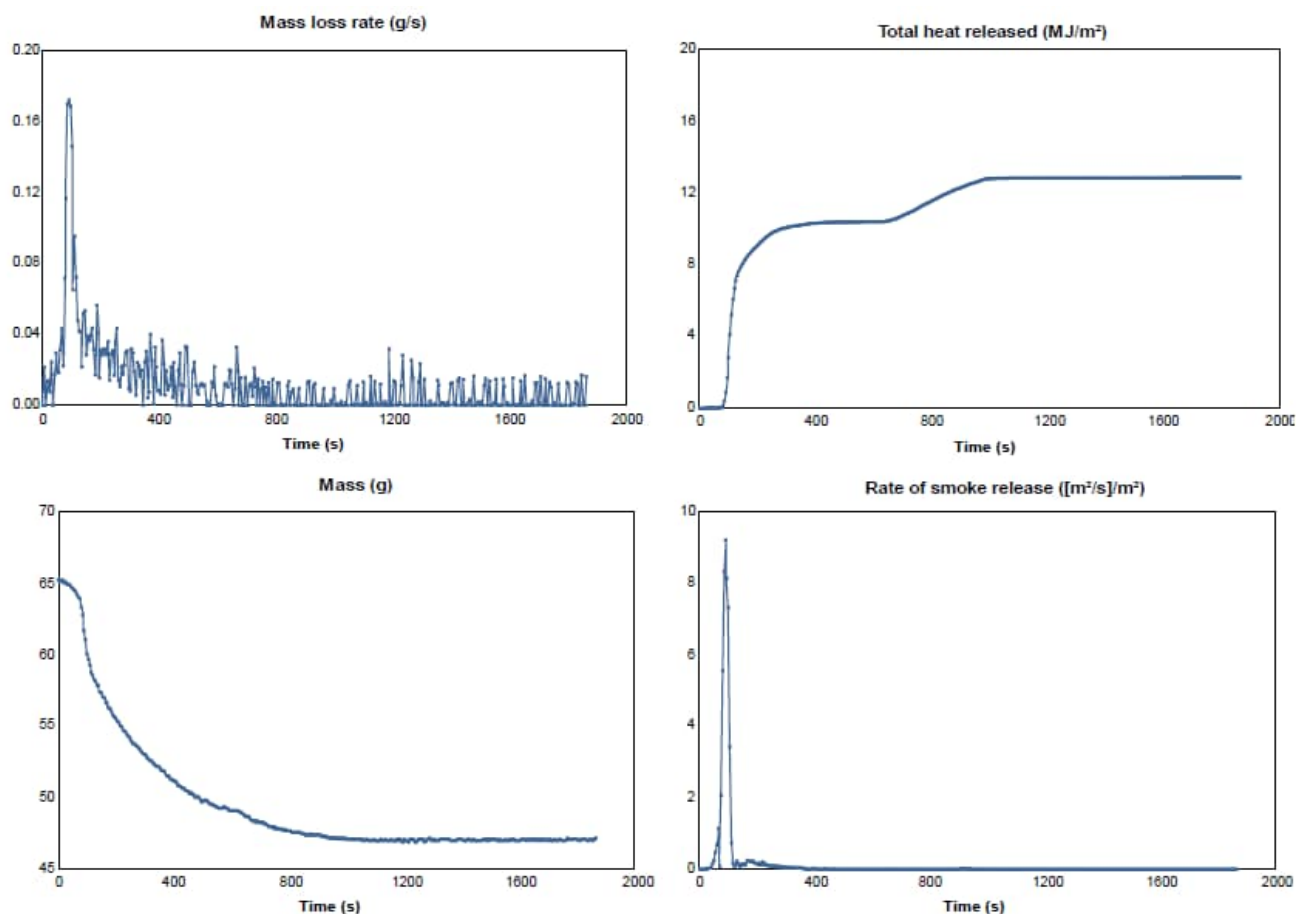 Mass loss rate (g/s)
0.20
0.16
0.12
0.08
0.04
0.00
0 400 800 1200 1600 2000
Time (s)
Total heat released (MJ/m²)
20
16
12
8
4
0
0 400 800 1200 1600 2000
Time (s)
Mass (g)
70
65
60
55
50
45
0 400 800 1200 1600 2000
Time (s)
Rate of smoke release ([m²/s]/m²)
10
8
6
4
2
0
0 400 800 1200 1600 2000
Time (s)